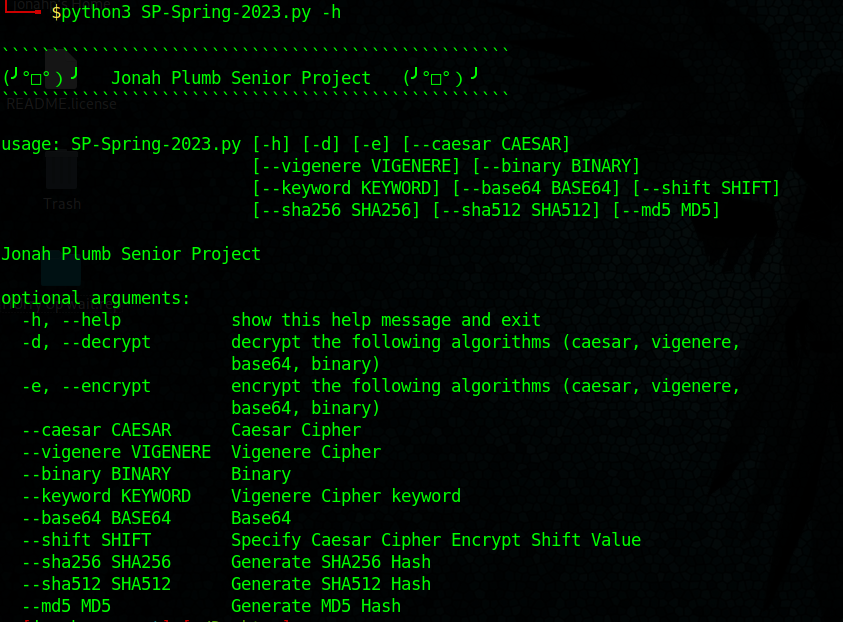 $python3 SP-Spring-2023.py -h
``````````````````````````````````````````````````
(╯°□°)╯   Jonah Plumb Senior Project   (╯°□°)╯
``````````````````````````````````````````````````
README.license
usage: SP-Spring-2023.py [-h] [-d] [-e] [--caesar CAESAR]
[--vigenere VIGENERE] [--binary BINARY]
[--keyword KEYWORD] [--base64 BASE64] [--shift SHIFT]
Trash
[--sha256 SHA256] [--sha512 SHA512] [--md5 MD5]
Jonah Plumb Senior Project
optional arguments:
-h, --help           show this help message and exit
-d, --decrypt        decrypt the following algorithms (caesar, vigenere,
base64, binary)
-e, --encrypt        encrypt the following algorithms (caesar, vigenere,
base64, binary)
--caesar CAESAR      Caesar Cipher
--vigenere VIGENERE  Vigenere Cipher
--binary BINARY      Binary
--keyword KEYWORD    Vigenere Cipher keyword
--base64 BASE64      Base64
--shift SHIFT        Specify Caesar Cipher Encrypt Shift Value
--sha256 SHA256      Generate SHA256 Hash
--sha512 SHA512      Generate SHA512 Hash
--md5 MD5            Generate MD5 Hash